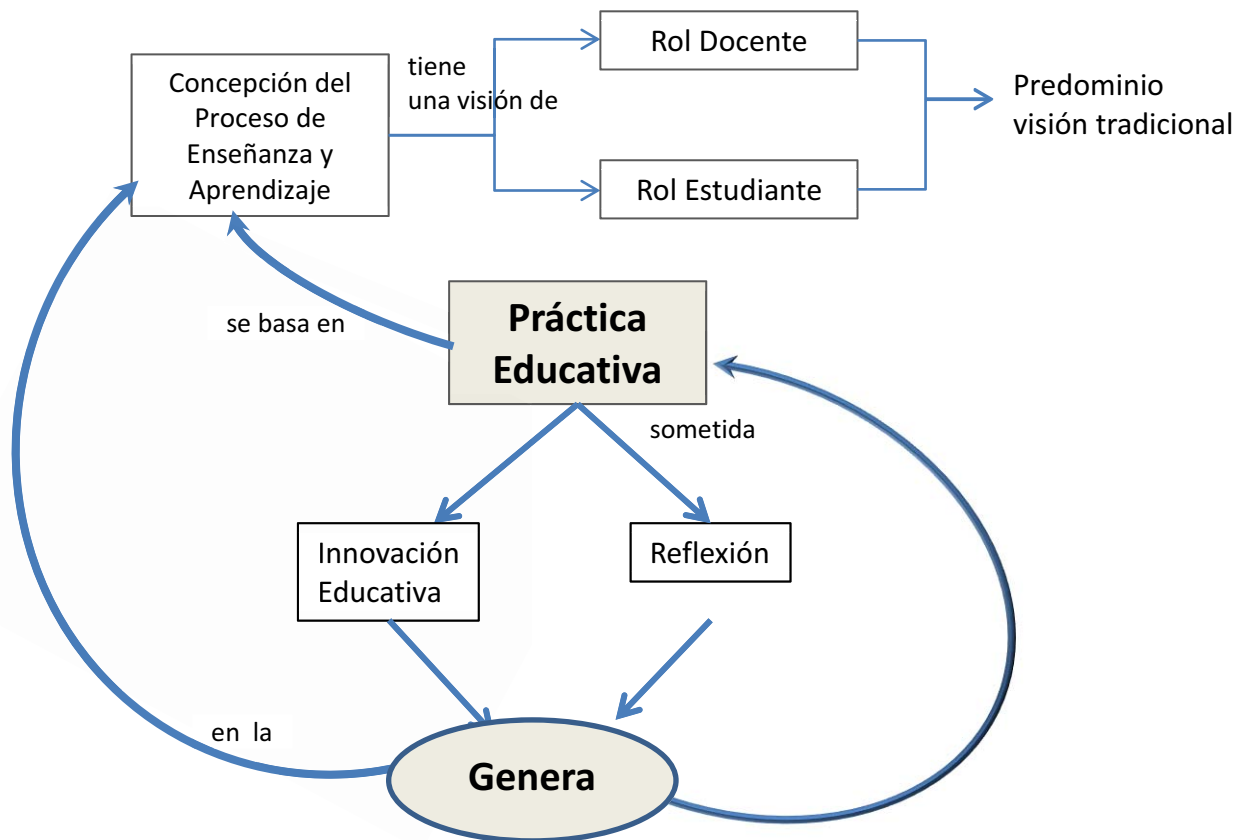 Rol Docente
Concepción del
Proceso de
Enseñanza y
Aprendizaje
tiene
una visión de
Predominio
visión tradicional
Rol Estudiante
se basa en
Práctica
Educativa
sometida
Innovación
Educativa
Reflexión
en la
Genera